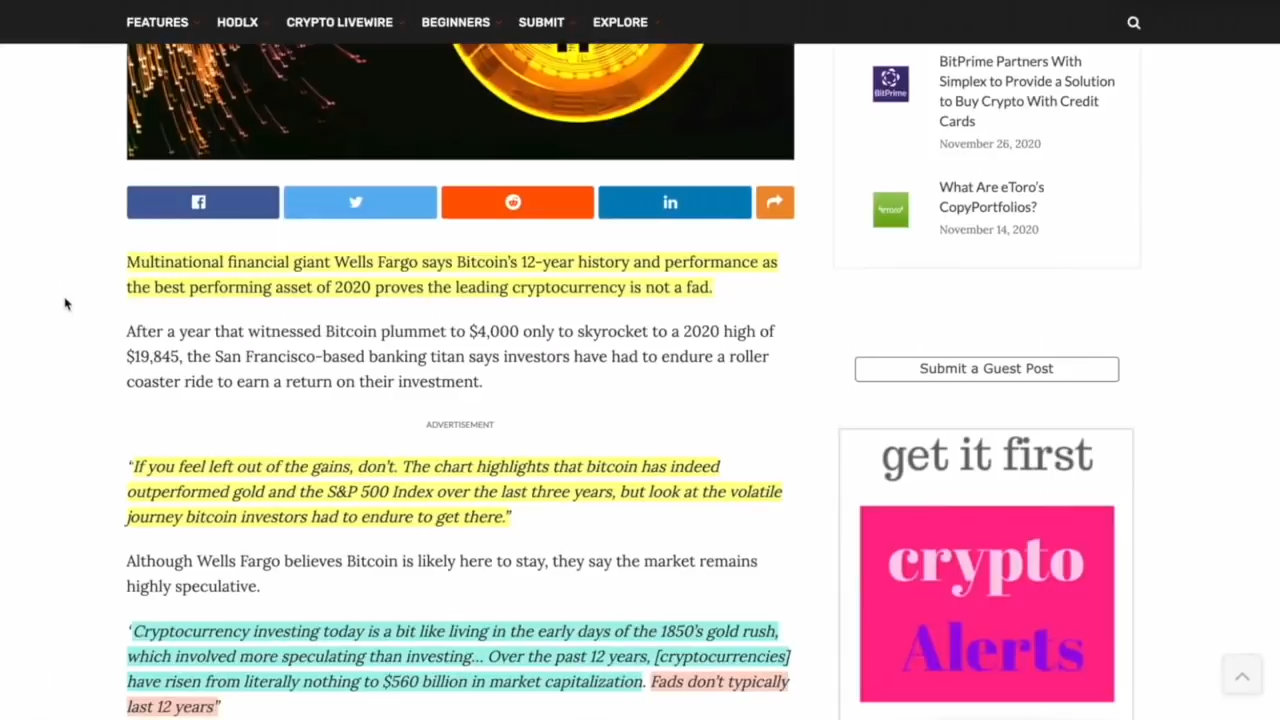 FEATURES HODLX CRYPTO LIVEWIRE BEGINNERS SUBMIT EXPLORE
Multinational financial giant Wells Fargo says Bitcoin's 12-year history and performance as
the best performing asset of 2020 proves the leading cryptocurrency is not a fad.
After a year that witnessed Bitcoin plummet to $4,000 only to skyrocket to a 2020 high of
$19,845, the San Francisco-based banking titan says investors have had to endure a roller
coaster ride to earn a return on their investment.
ADVERTISEMENT
“If you feel left out of the gains, don't. The chart highlights that bitcoin has indeed
outperformed gold and the S&P 500 Index over the last three years, but look at the volatile
journey bitcoin investors had to endure to get there.”
Although Wells Fargo believes Bitcoin is likely here to stay, they say the market remains
highly speculative.
“Cryptocurrency investing today is a bit like living in the early days of the 1850's gold rush,
which involved more speculating than investing… Over the past 12 years, [cryptocurrencies]
have risen from literally nothing to $560 billion in market capitalization. Fads don't typically
last 12 years”
BitPrime
BitPrime Partners With
Simplex to Provide a Solution
to Buy Crypto With Credit
Cards
November 26, 2020
eToro
What Are eToro's
CopyPortfolios?
November 14, 2020
Submit a Guest Post
get it first
crypto
Alerts